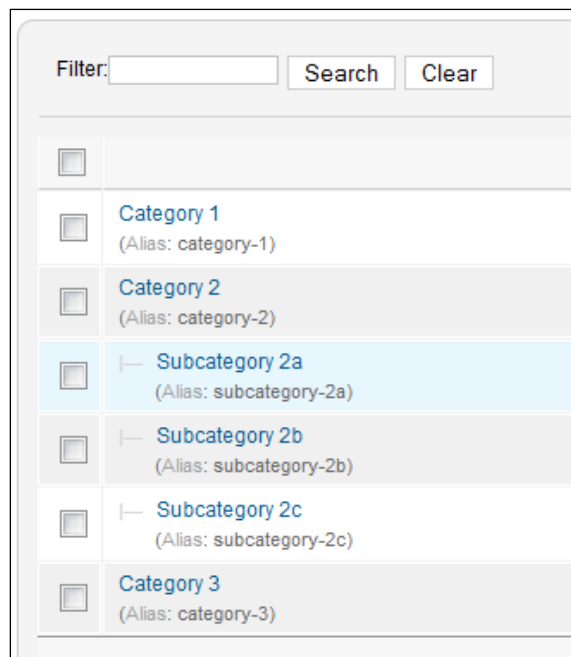 Filter: Search Clear
Category 1
(Alias: category-1)
Category 2
(Alias: category-2)
|— Subcategory 2a
(Alias: subcategory-2a)
|— Subcategory 2b
(Alias: subcategory-2b)
|— Subcategory 2c
(Alias: subcategory-2c)
Category 3
(Alias: category-3)